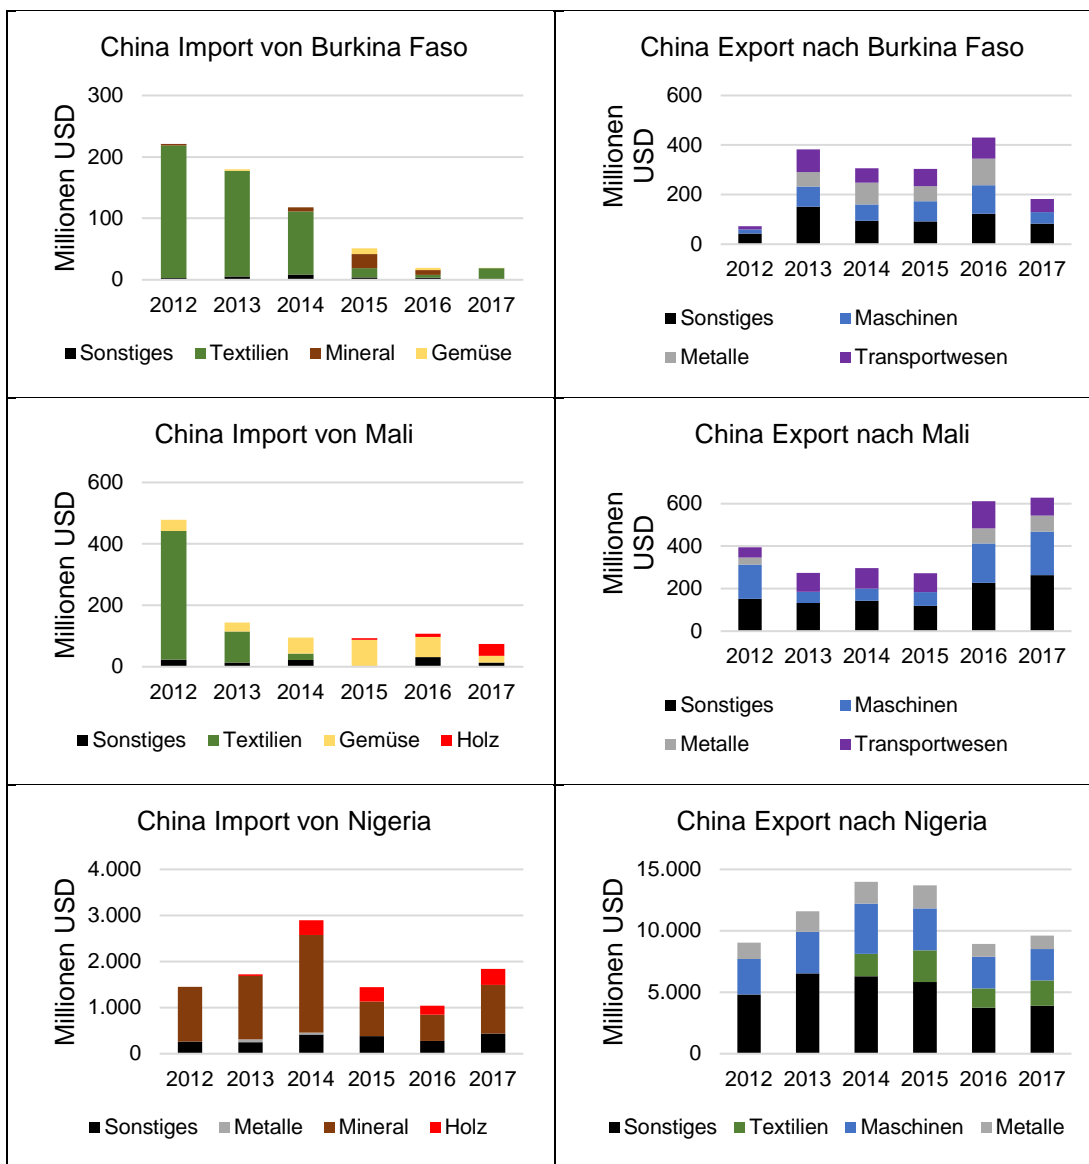 China Import von Burkina Faso
Millionen USD
300
200
100
0
2012 2013 2014 2015 2016 2017
Sonstiges Textilien Mineral Gemüse
China Export nach Burkina Faso
Millionen
USD
600
400
200
0
2012 2013 2014 2015 2016 2017
Sonstiges Maschinen
Metalle Transportwesen
China Import von Mali
Millionen USD
600
400
200
0
2012 2013 2014 2015 2016 2017
Sonstiges Textilien Gemüse Holz
China Export nach Mali
Millionen
USD
600
400
200
0
2012 2013 2014 2015 2016 2017
Sonstiges Maschinen
Metalle Transportwesen
China Import von Nigeria
Millionen USD
4.000
3.000
2.000
1.000
0
2012 2013 2014 2015 2016 2017
Sonstiges Metalle Mineral Holz
China Export nach Nigeria
Millionen USD
15.000
10.000
5.000
0
2012 2013 2014 2015 2016 2017
Sonstiges Textilien Maschinen Metalle